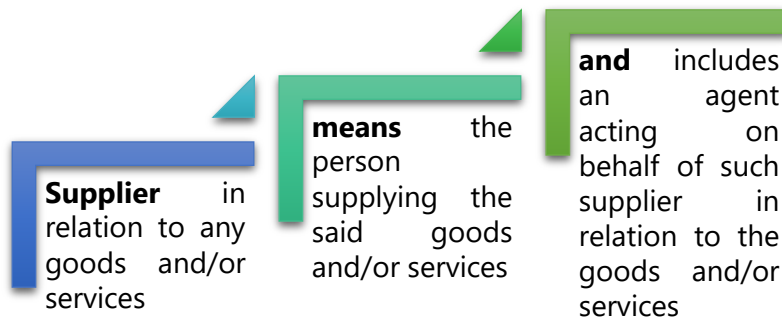 Supplier in
relation to any
goods and/or
services
means the
person
supplying the
said goods
and/or services
and includes
an agent
acting on
behalf of such
supplier in
relation to the
goods and/or
services